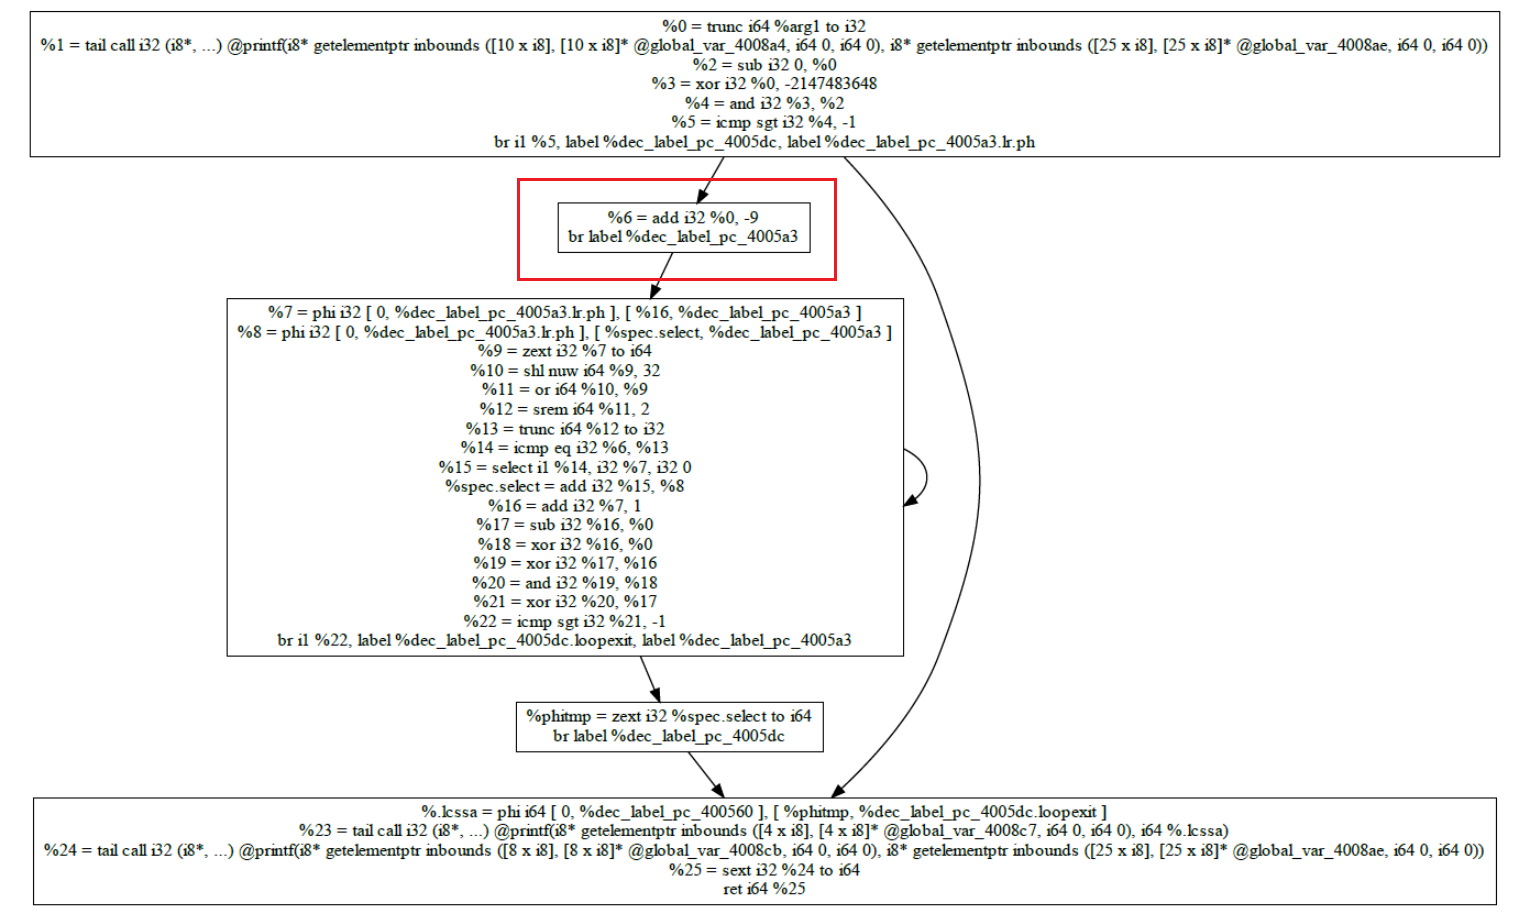 %0 = trunc i64 %arg1 to i32
%1 = tail call i32 (i8*, ...) @printf(i8* getelementptr inbounds ([10 x i8], [10 x i8]* @global_var_4008a4, i64 0, i64 0), i8* getelementptr inbounds ([25 x i8], [25 x i8]* @global_var_4008ae, i64 0, i64 0))
%2 = sub i32 0, %0
%3 = xor i32 %0, -2147483648
%4 = and i32 %3, %2
%5 = icmp sgt i32 %4, -1
br i1 %5, label %dec_label_pc_4005dc, label %dec_label_pc_4005a3.lr.ph
%6 = add i32 %0, -9
br label %dec_label_pc_4005a3
%7 = phi i32 [ 0, %dec_label_pc_4005a3.lr.ph ], [ %16, %dec_label_pc_4005a3 ]
%8 = phi i32 [ 0, %dec_label_pc_4005a3.lr.ph ], [ %spec.select, %dec_label_pc_4005a3 ]
%9 = zext i32 %7 to i64
%10 = shl nuw i64 %9, 32
%11 = or i64 %10, %9
%12 = srem i64 %11, 2
%13 = trunc i64 %12 to i32
%14 = icmp eq i32 %6, %13
%15 = select i1 %14, i32 %7, i32 0
%spec.select = add i32 %15, %8
%16 = add i32 %7, 1
%17 = sub i32 %16, %0
%18 = xor i32 %16, %0
%19 = xor i32 %17, %16
%20 = and i32 %19, %18
%21 = xor i32 %20, %17
%22 = icmp sgt i32 %21, -1
br i1 %22, label %dec_label_pc_4005dc.loopexit, label %dec_label_pc_4005a3
%phitmp = zext i32 %spec.select to i64
br label %dec_label_pc_4005dc
%.lcssa = phi i64 [ 0, %dec_label_pc_400560 ], [ %phitmp, %dec_label_pc_4005dc.loopexit ]
%23 = tail call i32 (i8*, ...) @printf(i8* getelementptr inbounds ([4 x i8], [4 x i8]* @global_var_4008c7, i64 0, i64 0), i64 %.lcssa)
%24 = tail call i32 (i8*, ...) @printf(i8* getelementptr inbounds ([8 x i8], [8 x i8]* @global_var_4008cb, i64 0, i64 0), i8* getelementptr inbounds ([25 x i8], [25 x i8]* @global_var_4008ae, i64 0, i64 0))
%25 = sext i32 %24 to i64
ret i64 %25